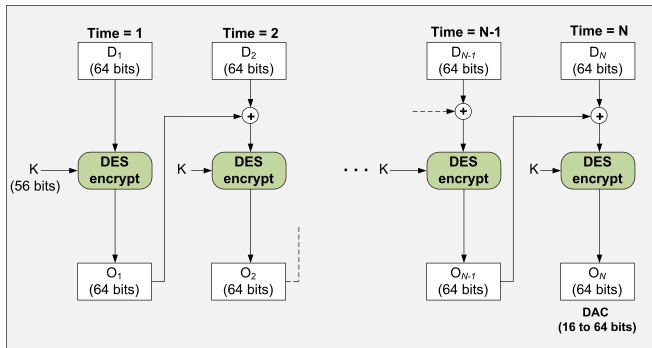 Time = 1
Time = 2
Time = N-1
Time = N
D1
(64 bits)
D2
(64 bits)
DN-1
(64 bits)
DN
(64 bits)
+
+
+
K
(56 bits)
DES
encrypt
K
DES
encrypt
· · ·
K
DES
encrypt
K
DES
encrypt
O1
(64 bits)
O2
(64 bits)
ON-1
(64 bits)
ON
(64 bits)
DAC
(16 to 64 bits)